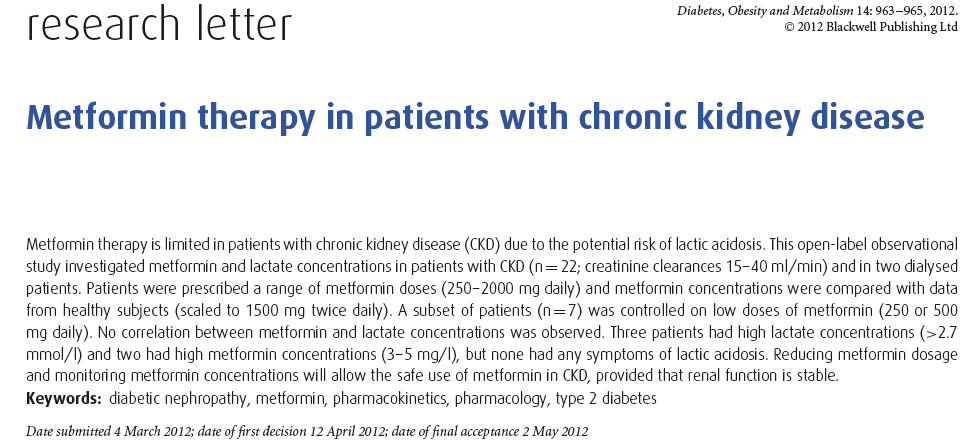 research letter
Diabetes, Obesity and Metabolism 14: 963–965, 2012.
© 2012 Blackwell Publishing Ltd
Metformin therapy in patients with chronic kidney disease
Metformin therapy is limited in patients with chronic kidney disease (CKD) due to the potential risk of lactic acidosis. This open-label observational
study investigated metformin and lactate concentrations in patients with CKD (n = 22; creatinine clearances 15–40 ml/min) and in two dialysed
patients. Patients were prescribed a range of metformin doses (250–2000 mg daily) and metformin concentrations were compared with data
from healthy subjects (scaled to 1500 mg twice daily). A subset of patients (n = 7) was controlled on low doses of metformin (250 or 500
mg daily). No correlation between metformin and lactate concentrations was observed. Three patients had high lactate concentrations (>2.7
mmol/l) and two had high metformin concentrations (3–5 mg/l), but none had any symptoms of lactic acidosis. Reducing metformin dosage
and monitoring metformin concentrations will allow the safe use of metformin in CKD, provided that renal function is stable.
Keywords: diabetic nephropathy, metformin, pharmacokinetics, pharmacology, type 2 diabetes
Date submitted 4 March 2012; date of first decision 12 April 2012; date of final acceptance 2 May 2012